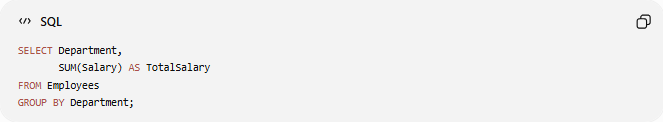 SQL
SELECT Department,
       SUM(Salary) AS TotalSalary
FROM Employees
GROUP BY Department;